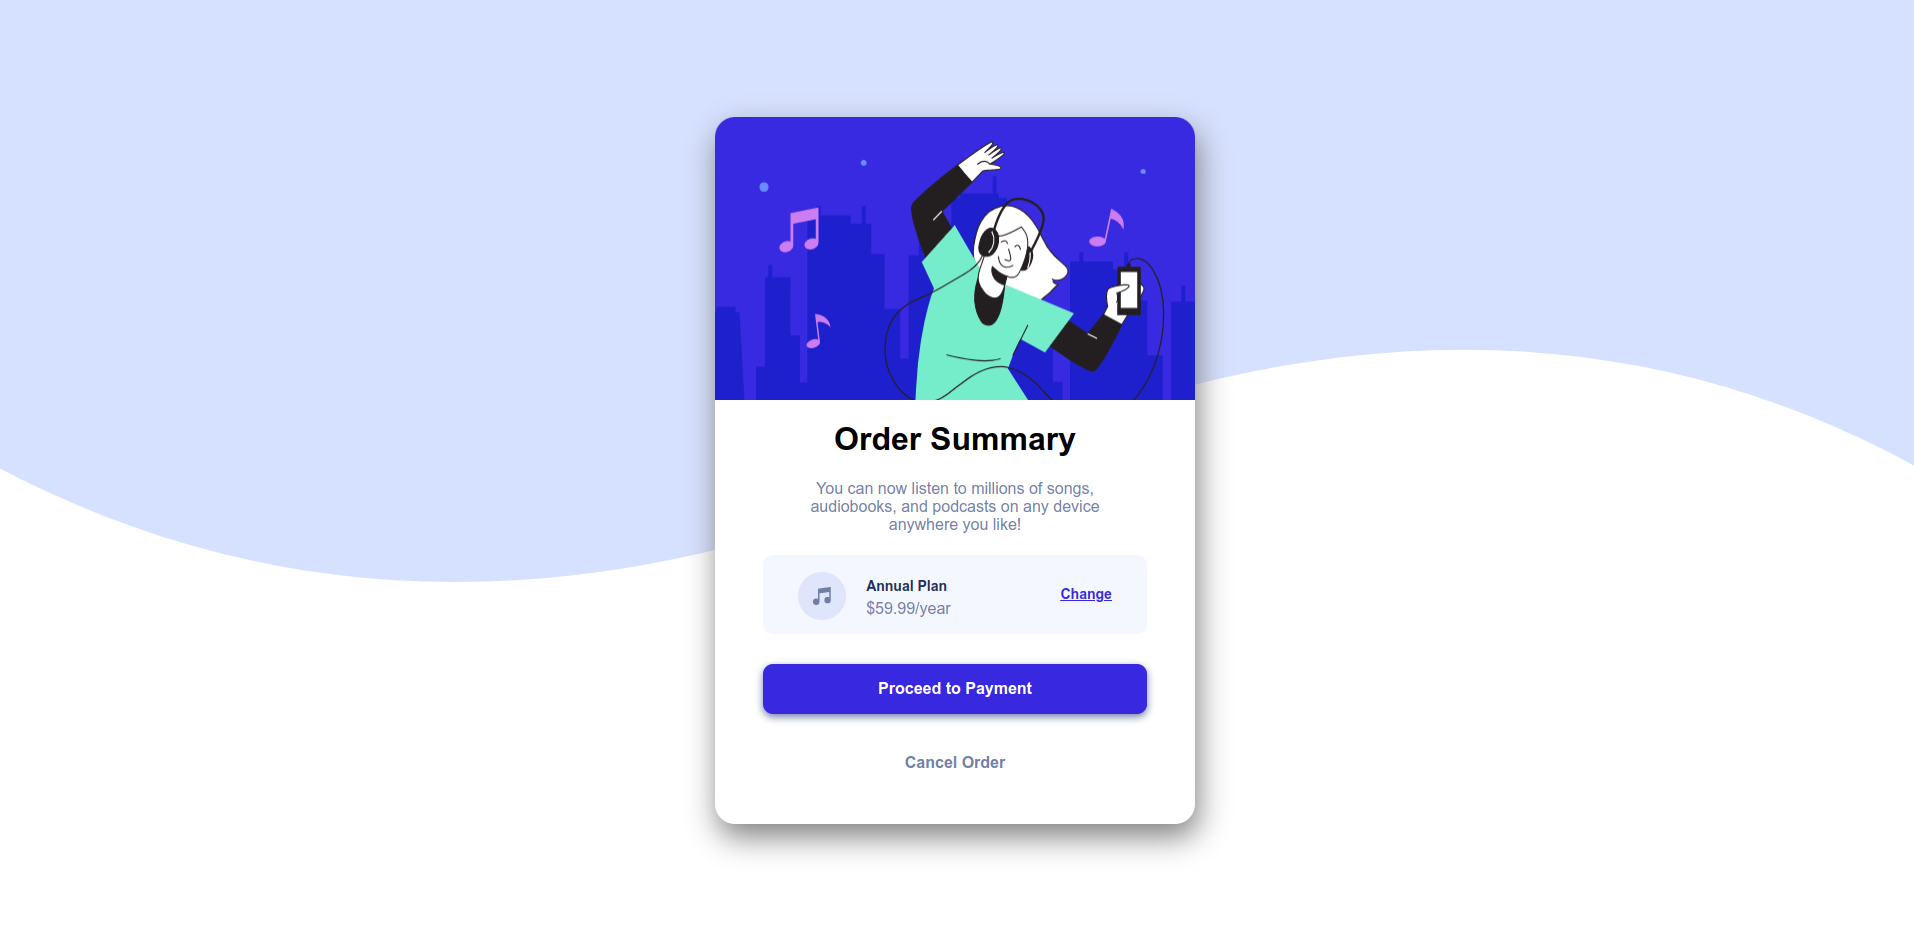 Order Summary
You can now listen to millions of songs,
audiobooks, and podcasts on any device
anywhere you like!
Annual Plan
$59.99/year
Change
Proceed to Payment
Cancel Order